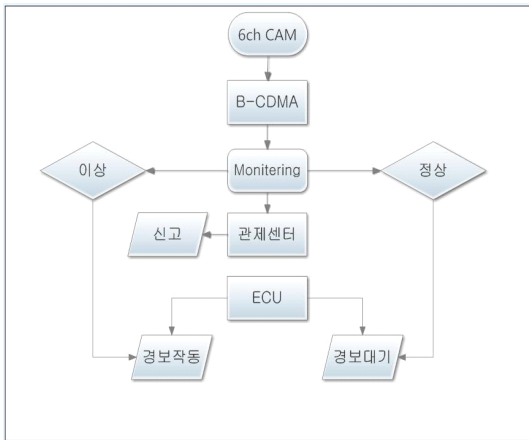 6ch CAM
B-CDMA
이상
Monitering
정상
신고
관제센터
ECU
경보작동
경보대기